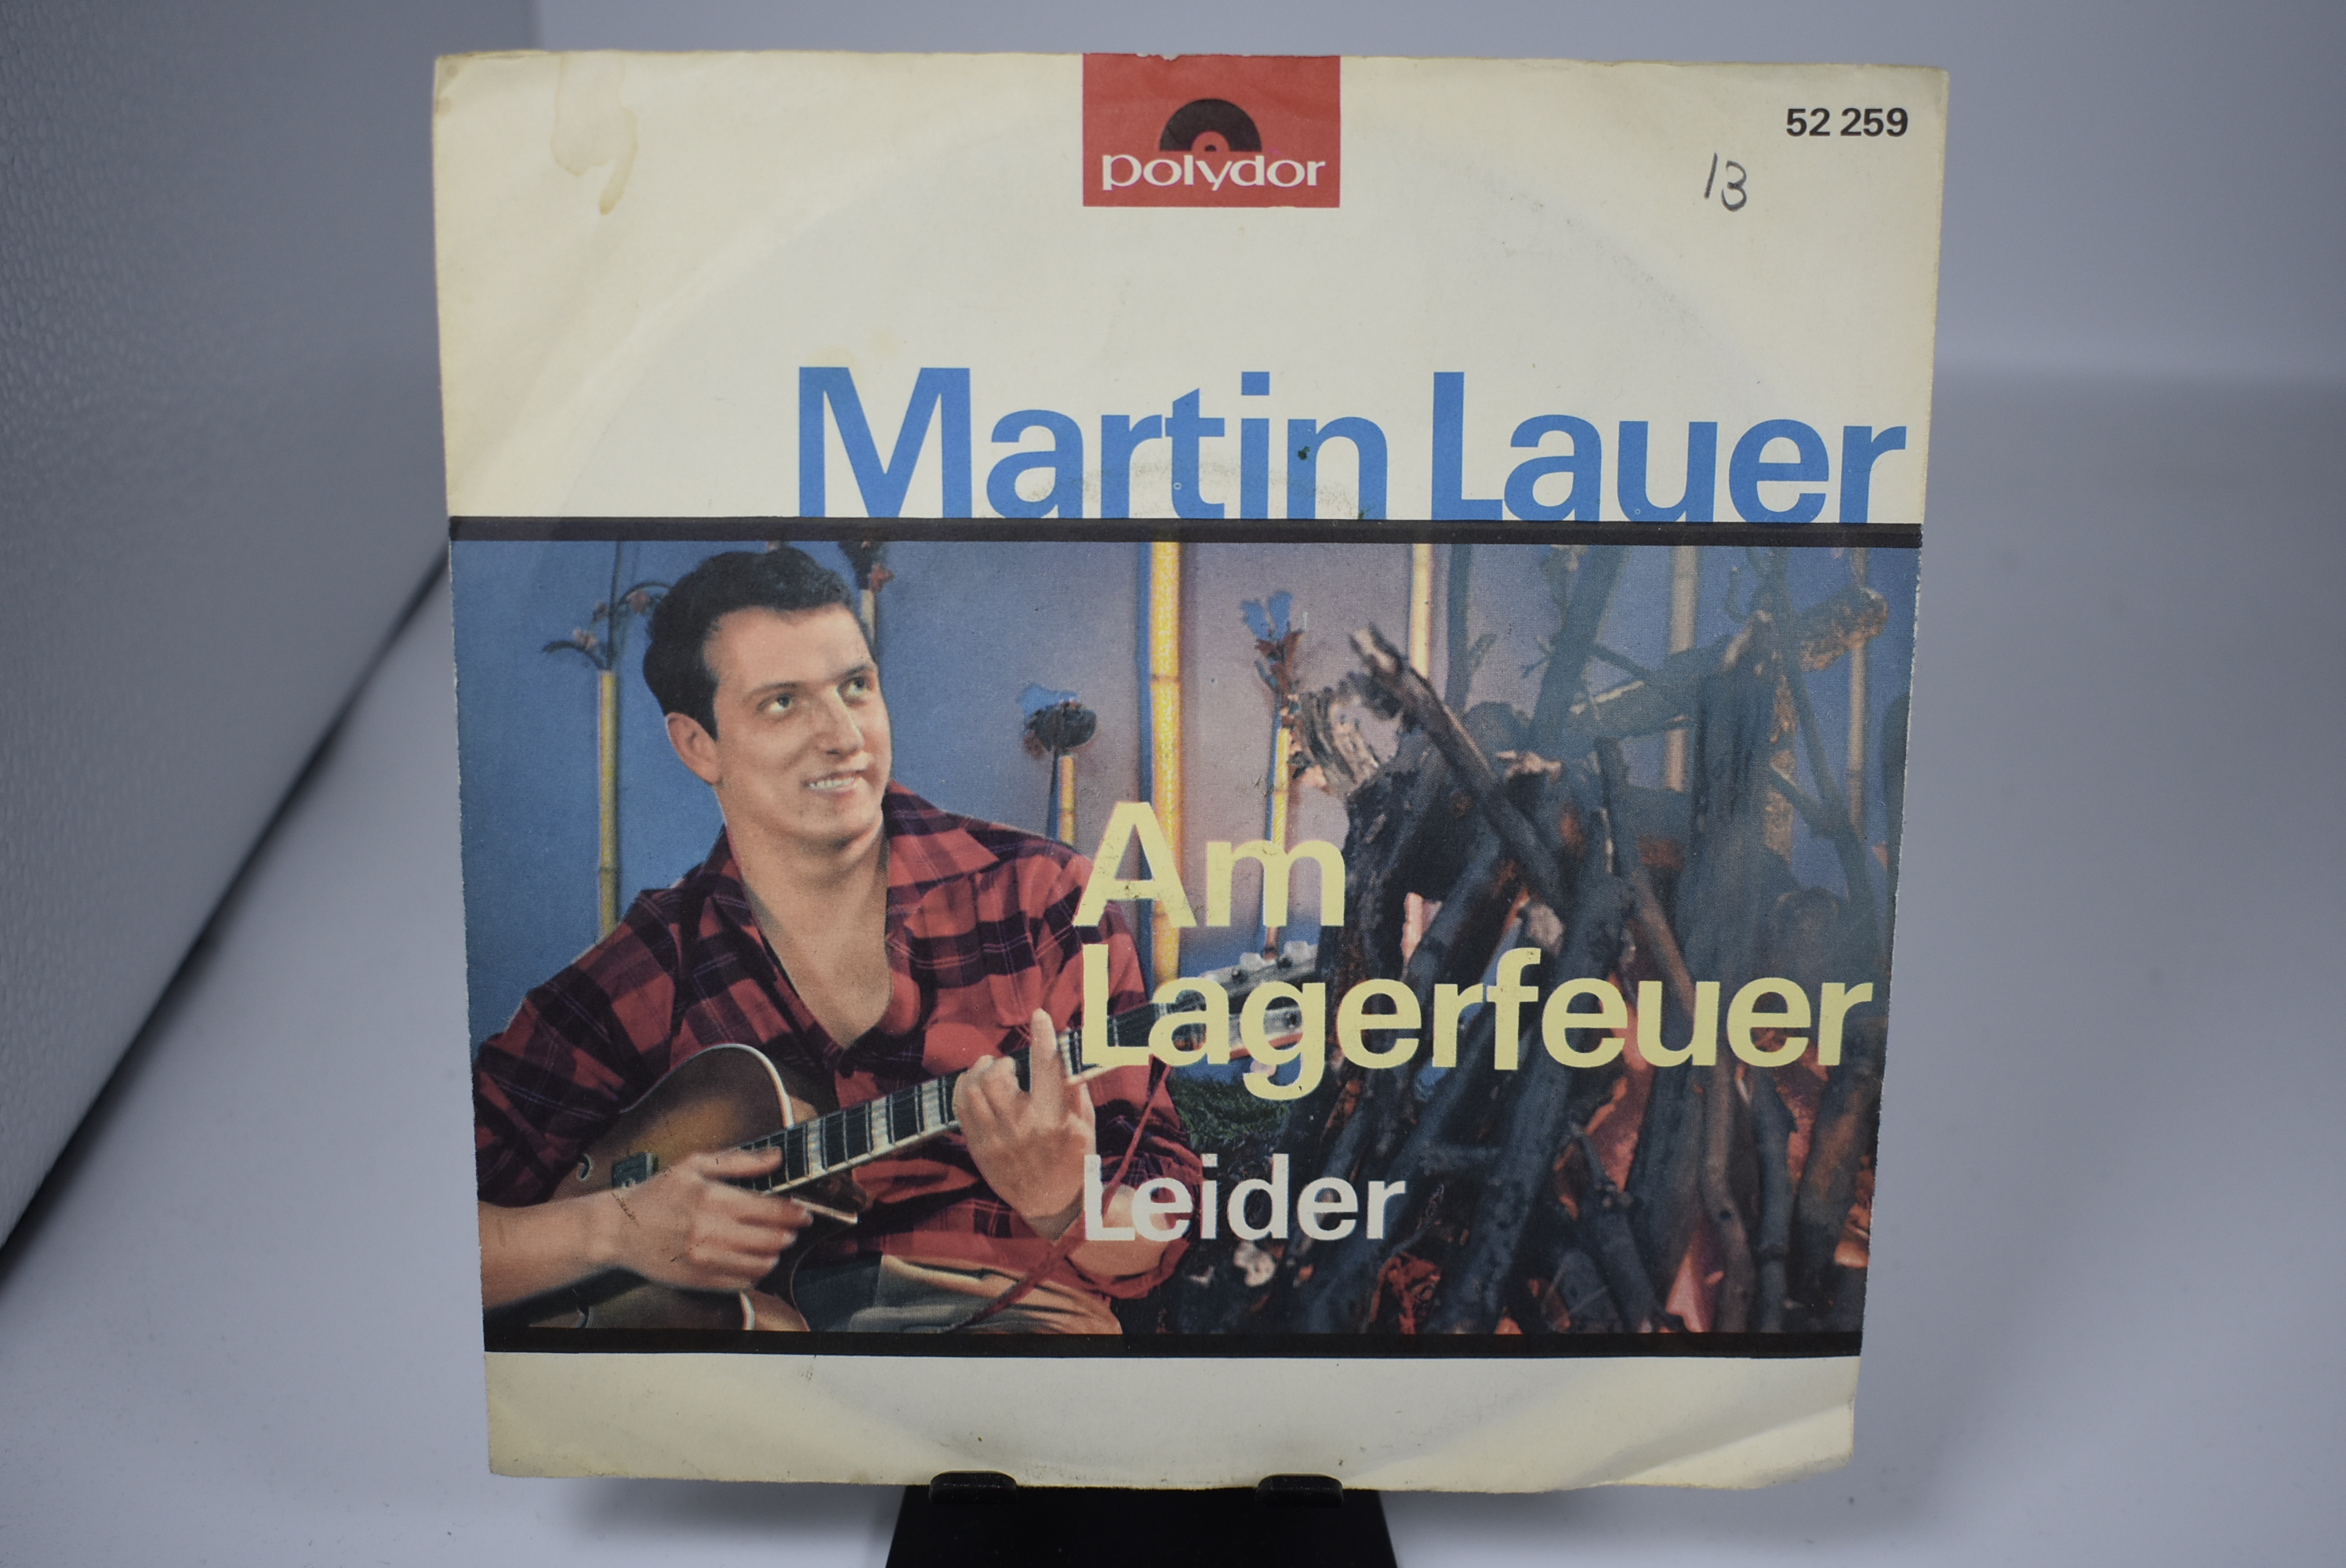 polydor
52 259
13
Martin Lauer
Am
Lagerfeuer
Leider